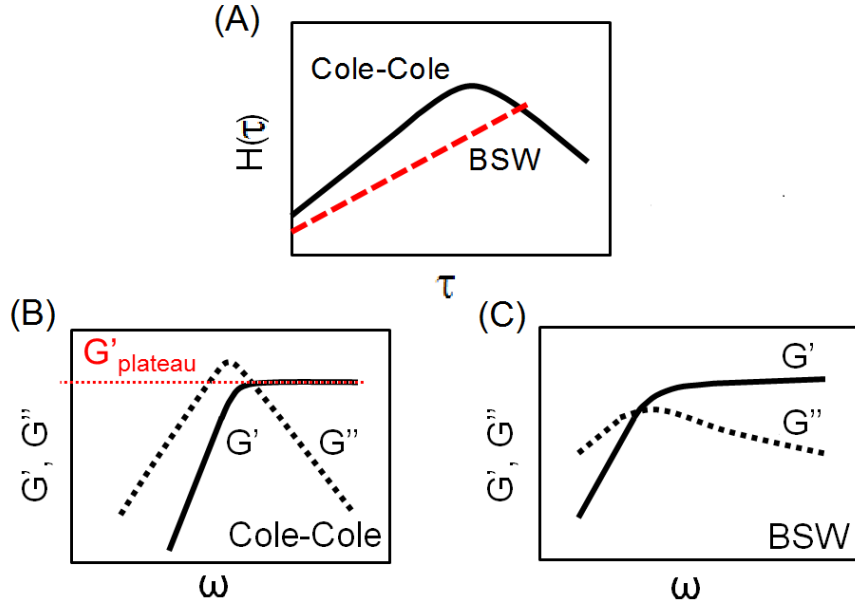 (A)
Cole-Cole
H(τ)
BSW
τ
(B)
G'plateau
G', G''
G'
G''
Cole-Cole
ω
(C)
G'
G', G''
G''
BSW
ω